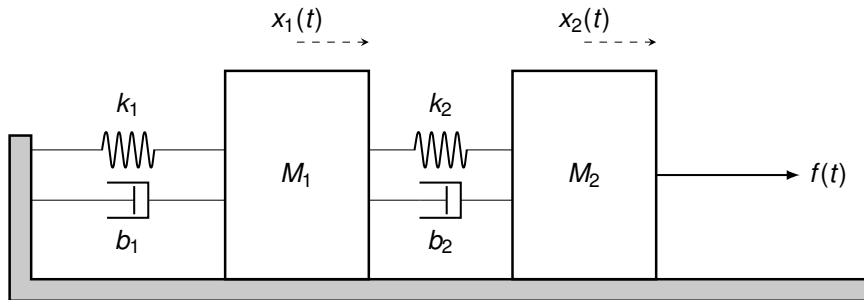 x₁(t) x₂(t)
k₁ k₂
M₁ M₂ f(t)
b₁ b₂